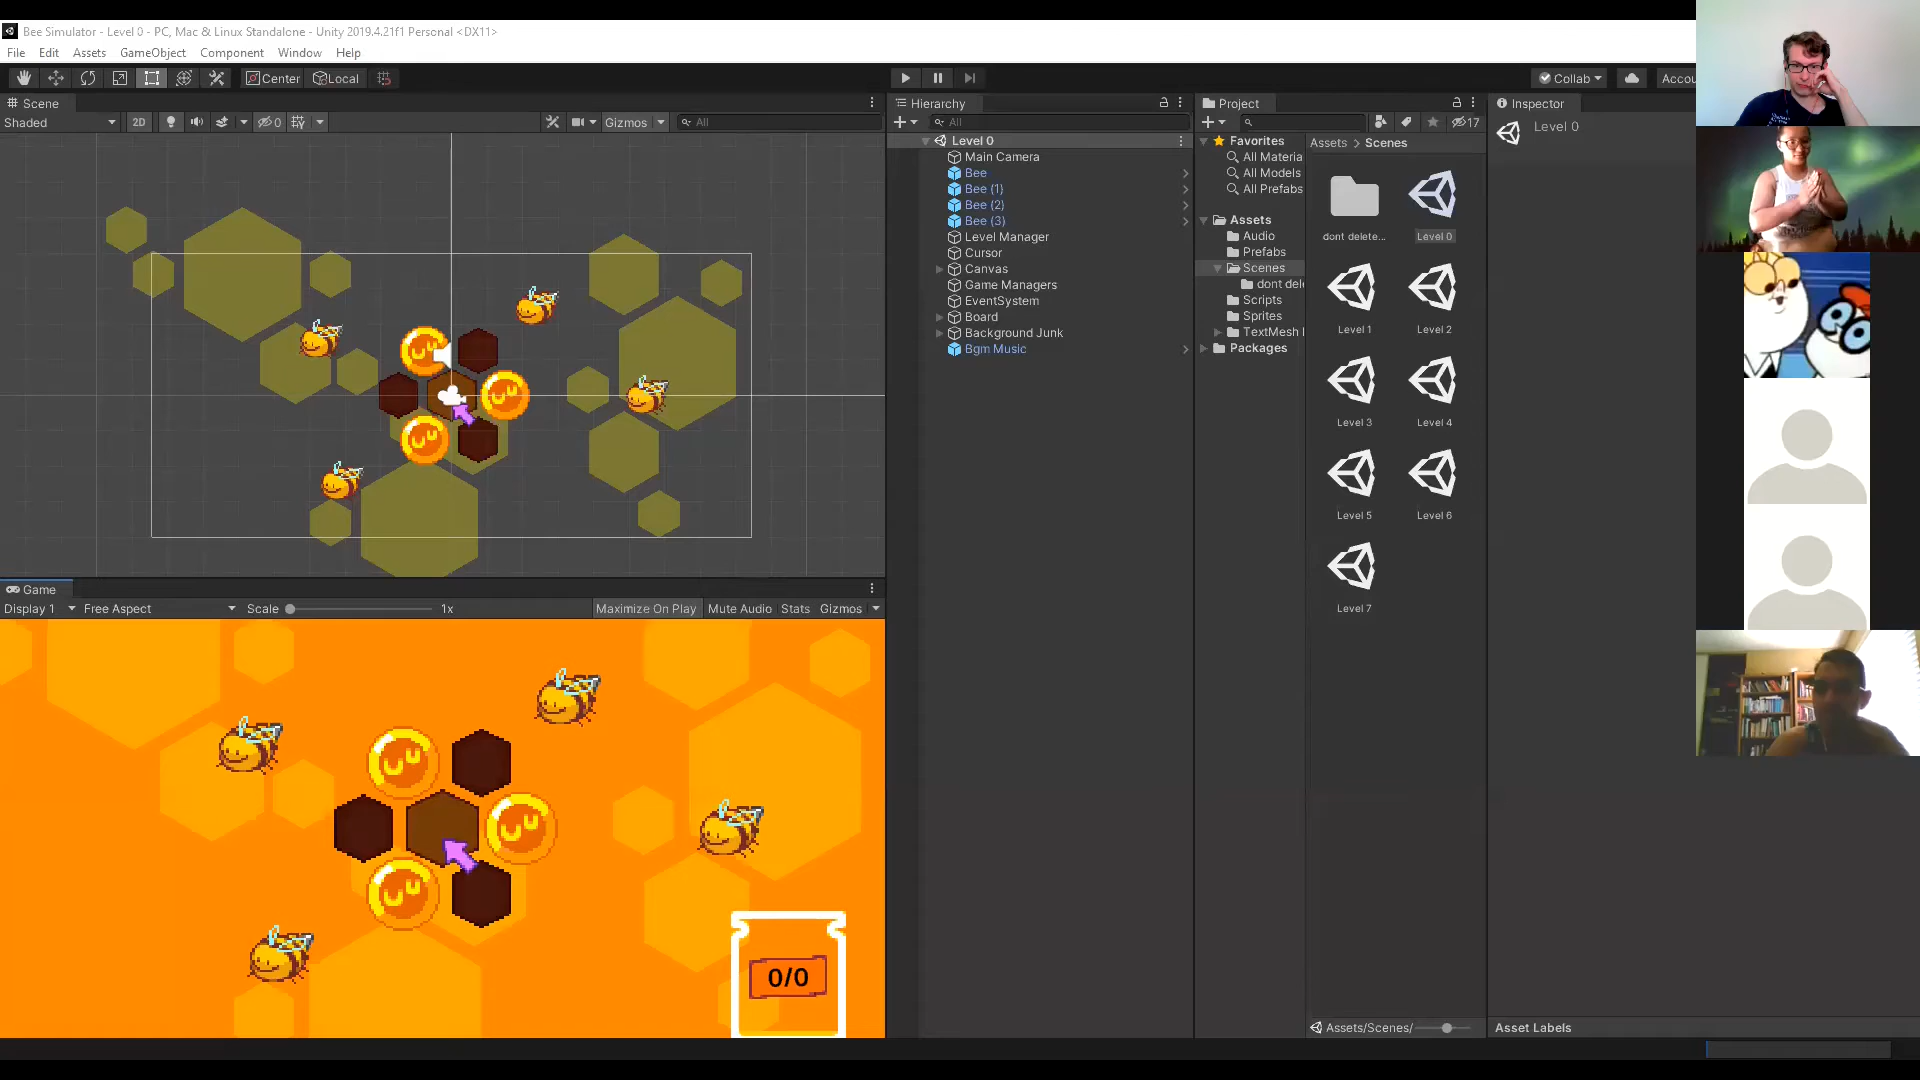 Bee Simulator - Level 0 - PC, Mac & Linux Standalone - Unity 2019.4.21f1 Personal <DX11>
File Edit Assets GameObject Component Window Help
Center Local Collab Accou
Scene
Shaded 2D 0 Gizmos All
Hierarchy
All
Level 0
Main Camera
Bee
Bee (1)
Bee (2)
Bee (3)
Level Manager
Cursor
Canvas
Game Managers
EventSystem
Board
Background Junk
Bgm Music
Project
17
Favorites
All Materia
All Models
All Prefabs
Assets
Audio
Prefabs
Scenes
dont dele
Scripts
Sprites
TextMesh
Packages
Assets > Scenes
dont delete... Level 0
Level 1 Level 2
Level 3 Level 4
Level 5 Level 6
Level 7
Assets/Scenes/
Inspector
Level 0
Asset Labels
Game
Display 1 Free Aspect Scale 1x Maximize On Play Mute Audio Stats Gizmos
0/0